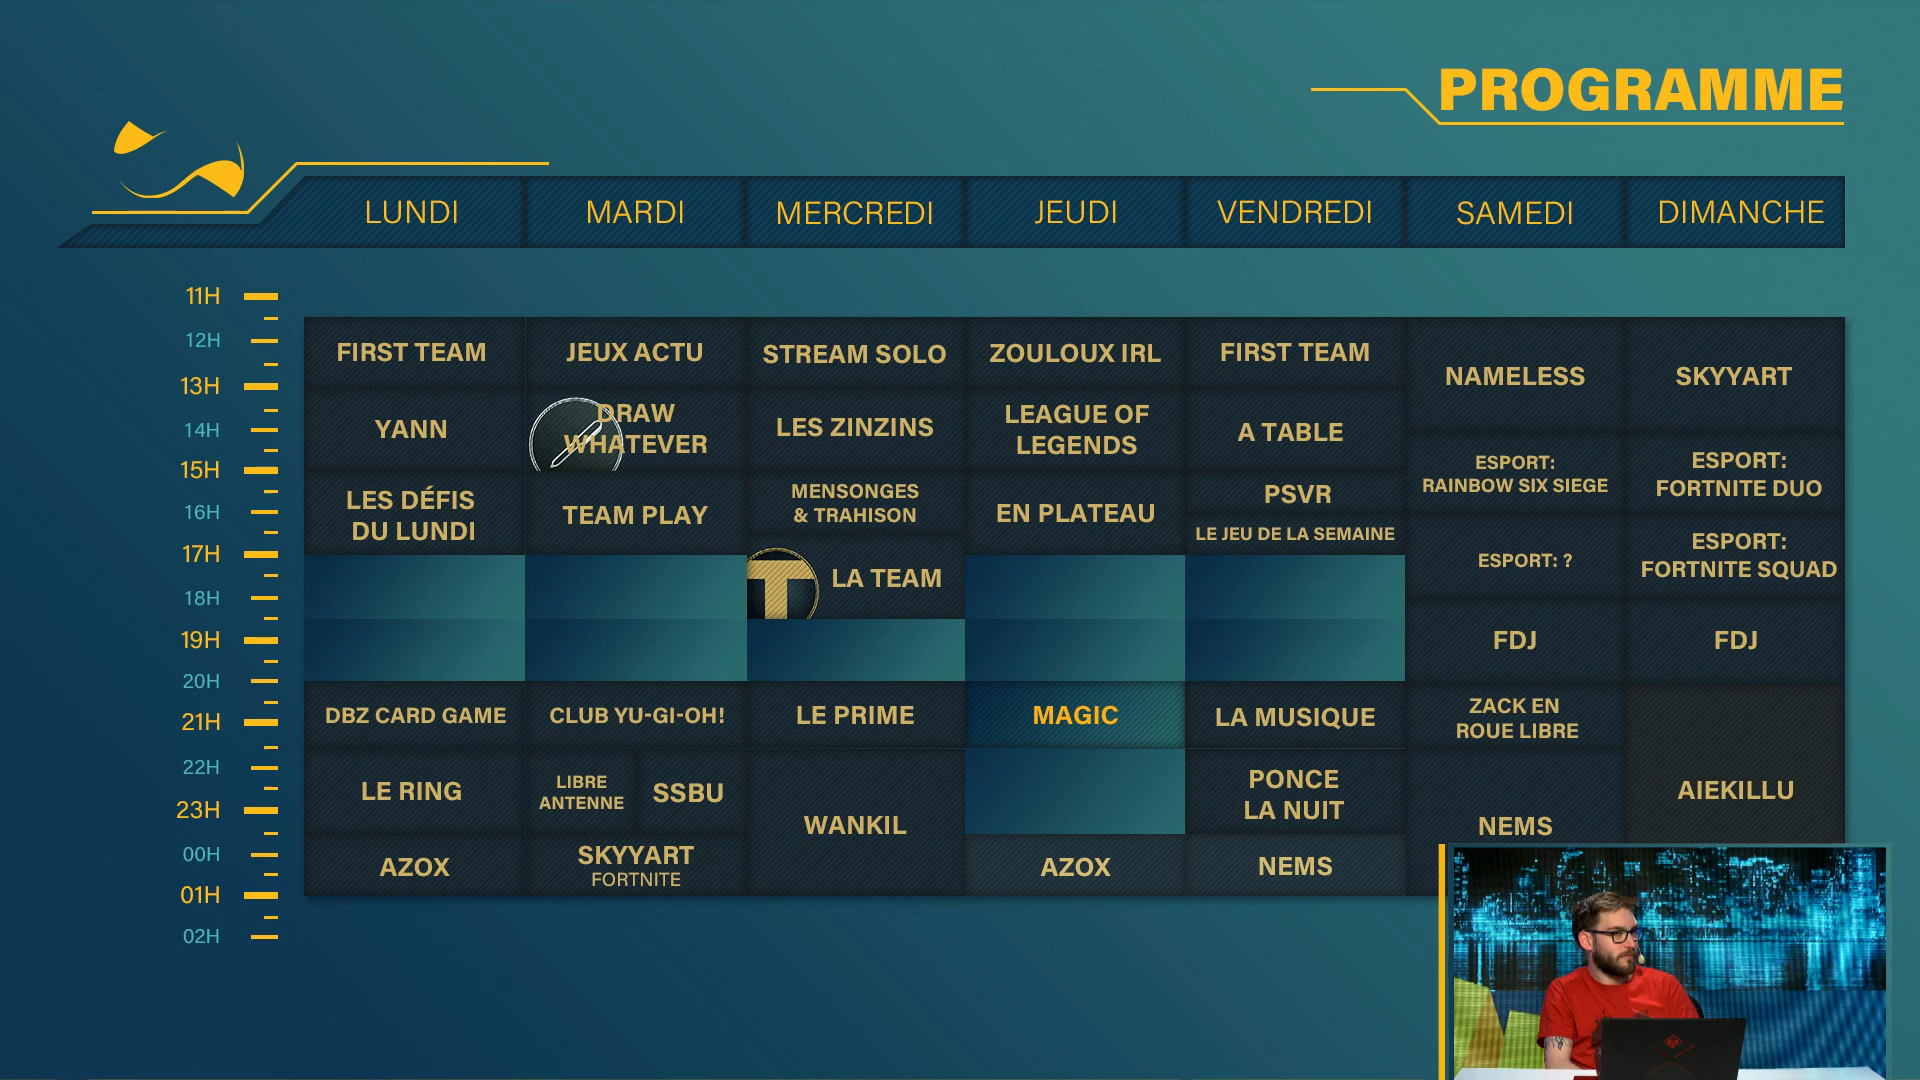 PROGRAMME
LUNDI MARDI MERCREDI JEUDI VENDREDI SAMEDI DIMANCHE
11H
12H
13H
14H
15H
16H
17H
18H
19H
20H
21H
22H
23H
00H
01H
02H
FIRST TEAM
YANN
LES DÉFIS
DU LUNDI
DBZ CARD GAME
LE RING
AZOX
JEUX ACTU
DRAW
WHATEVER
TEAM PLAY
CLUB YU-GI-OH!
LIBRE
ANTENNE
SSBU
SKYYART
FORTNITE
STREAM SOLO
LES ZINZINS
MENSONGES
& TRAHISON
T
LA TEAM
LE PRIME
WANKIL
ZOULOUX IRL
LEAGUE OF
LEGENDS
EN PLATEAU
MAGIC
AZOX
FIRST TEAM
A TABLE
PSVR
LE JEU DE LA SEMAINE
LA MUSIQUE
PONCE
LA NUIT
NEMS
NAMELESS
ESPORT:
RAINBOW SIX SIEGE
ESPORT: ?
FDJ
ZACK EN
ROUE LIBRE
NEMS
SKYYART
ESPORT:
FORTNITE DUO
ESPORT:
FORTNITE SQUAD
FDJ
AIEKILLU